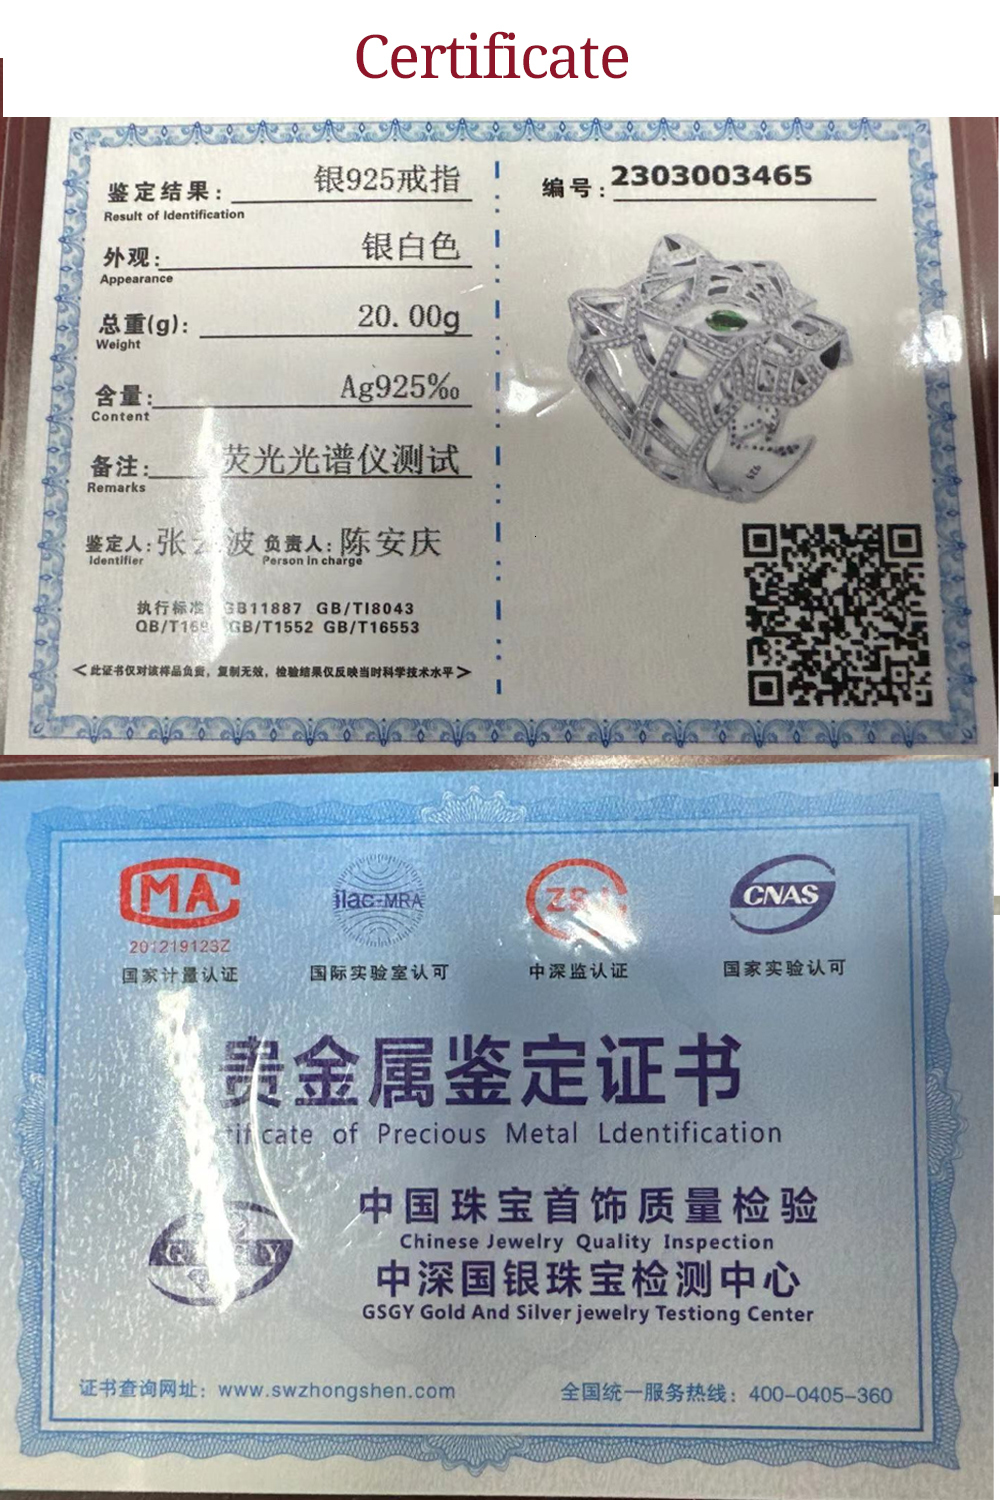 Certificate
鉴定结果: 银925戒指
Result of Identification
外观: 银白色
Appearance
总重(g): 20.00g
Weight
含量: Ag925‰
Content
备注: 荧光光谱仪测试
Remarks
鉴定人: 张 波 负责人: 陈安庆
Identifier Person in charge
执行标准 GB11887 GB/TI8043
QB/T16 GB/T1552 GB/T16553
<此证书仅对该样品负责，复制无效，检验结果仅反映当时科学技术水平>
编号: 2303003465
925
MA
201219123Z
国家计量认证
ilac-MRA
国际实验室认可
中深监认证
CNAS
国家实验认可
贵金属鉴定证书
of Precious Metal Ldentification
中国珠宝首饰质量检验
Chinese Jewelry Quality Inspection
中深国银珠宝检测中心
GSGY Gold And Silver jewelry Testiong Center
证书查询网址: www.swzhongshen.com
全国统一服务热线: 400-0405-360